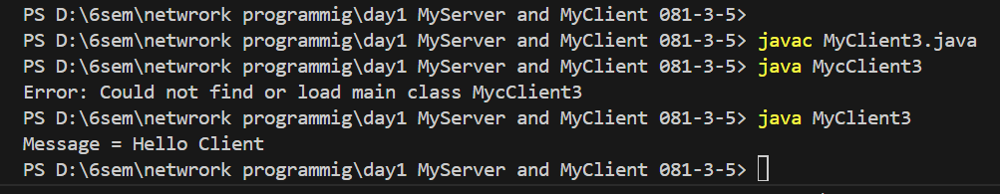 PS D:\6sem\netwrork programmig\day1 MyServer and MyClient 081-3-5>
PS D:\6sem\netwrork programmig\day1 MyServer and MyClient 081-3-5> javac MyClient3.java
PS D:\6sem\netwrork programmig\day1 MyServer and MyClient 081-3-5> java MycClient3
Error: Could not find or load main class MycClient3
PS D:\6sem\netwrork programmig\day1 MyServer and MyClient 081-3-5> java MyClient3
Message = Hello Client
PS D:\6sem\netwrork programmig\day1 MyServer and MyClient 081-3-5>